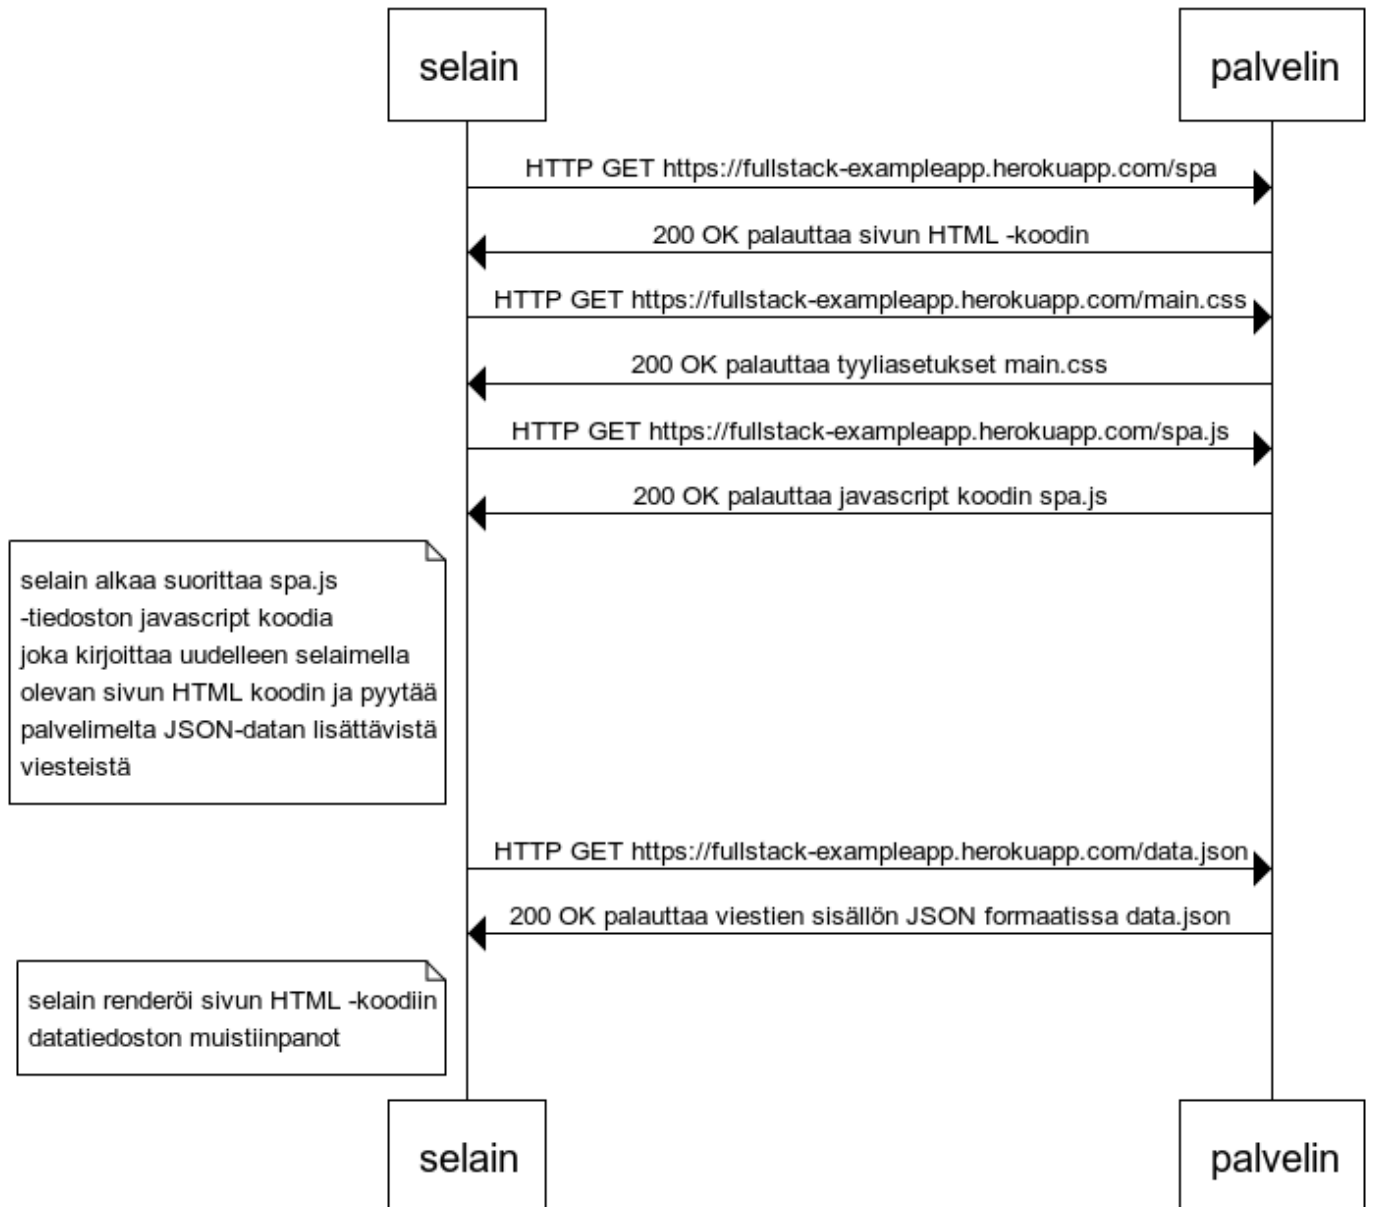 selain
palvelin
HTTP GET https://fullstack-exampleapp.herokuapp.com/spa
200 OK palauttaa sivun HTML -koodin
HTTP GET https://fullstack-exampleapp.herokuapp.com/main.css
200 OK palauttaa tyyliasetukset main.css
HTTP GET https://fullstack-exampleapp.herokuapp.com/spa.js
200 OK palauttaa javascript koodin spa.js
selain alkaa suorittaa spa.js
-tiedoston javascript koodia
joka kirjoittaa uudelleen selaimella
olevan sivun HTML koodin ja pyytää
palvelimelta JSON-datan lisättävistä
viesteistä
HTTP GET https://fullstack-exampleapp.herokuapp.com/data.json
200 OK palauttaa viestien sisällön JSON formaatissa data.json
selain renderöi sivun HTML -koodiin
datatiedoston muistiinpanot
selain
palvelin